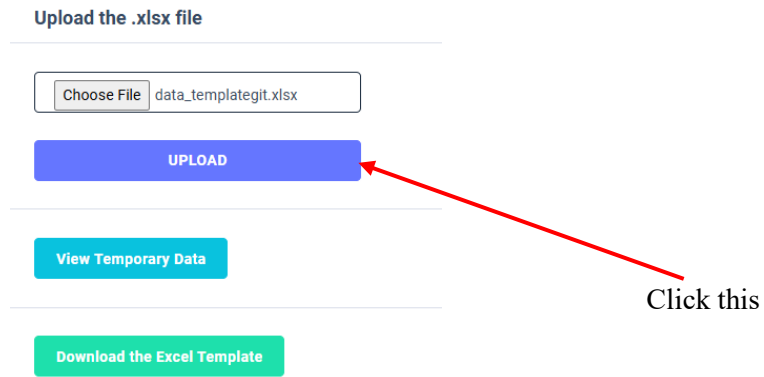 Upload the .xlsx file
Choose File data_templategit.xlsx
UPLOAD
View Temporary Data
Click this
Download the Excel Template